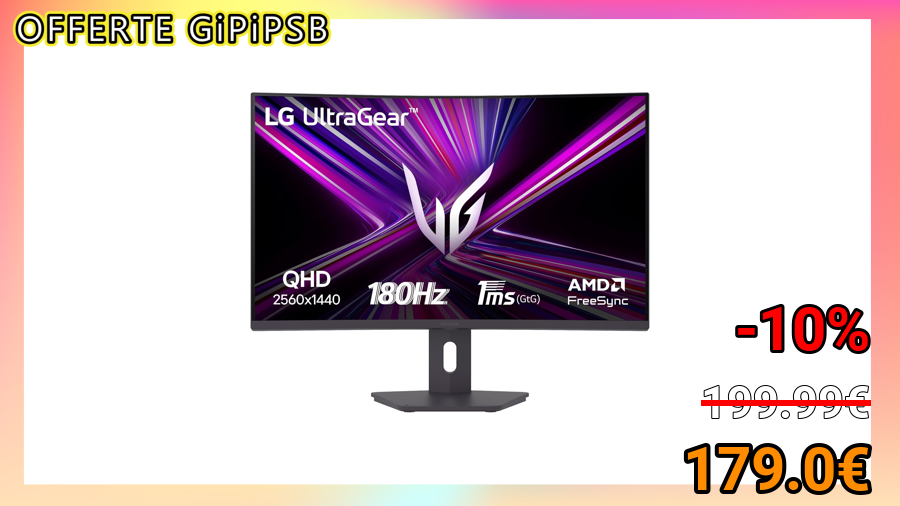 OFFERTE GiPiPSB
LG UltraGear™
QHD
2560x1440
180Hz
1ms (GtG)
AMD
FreeSync
-10%
199.99€
179.0€